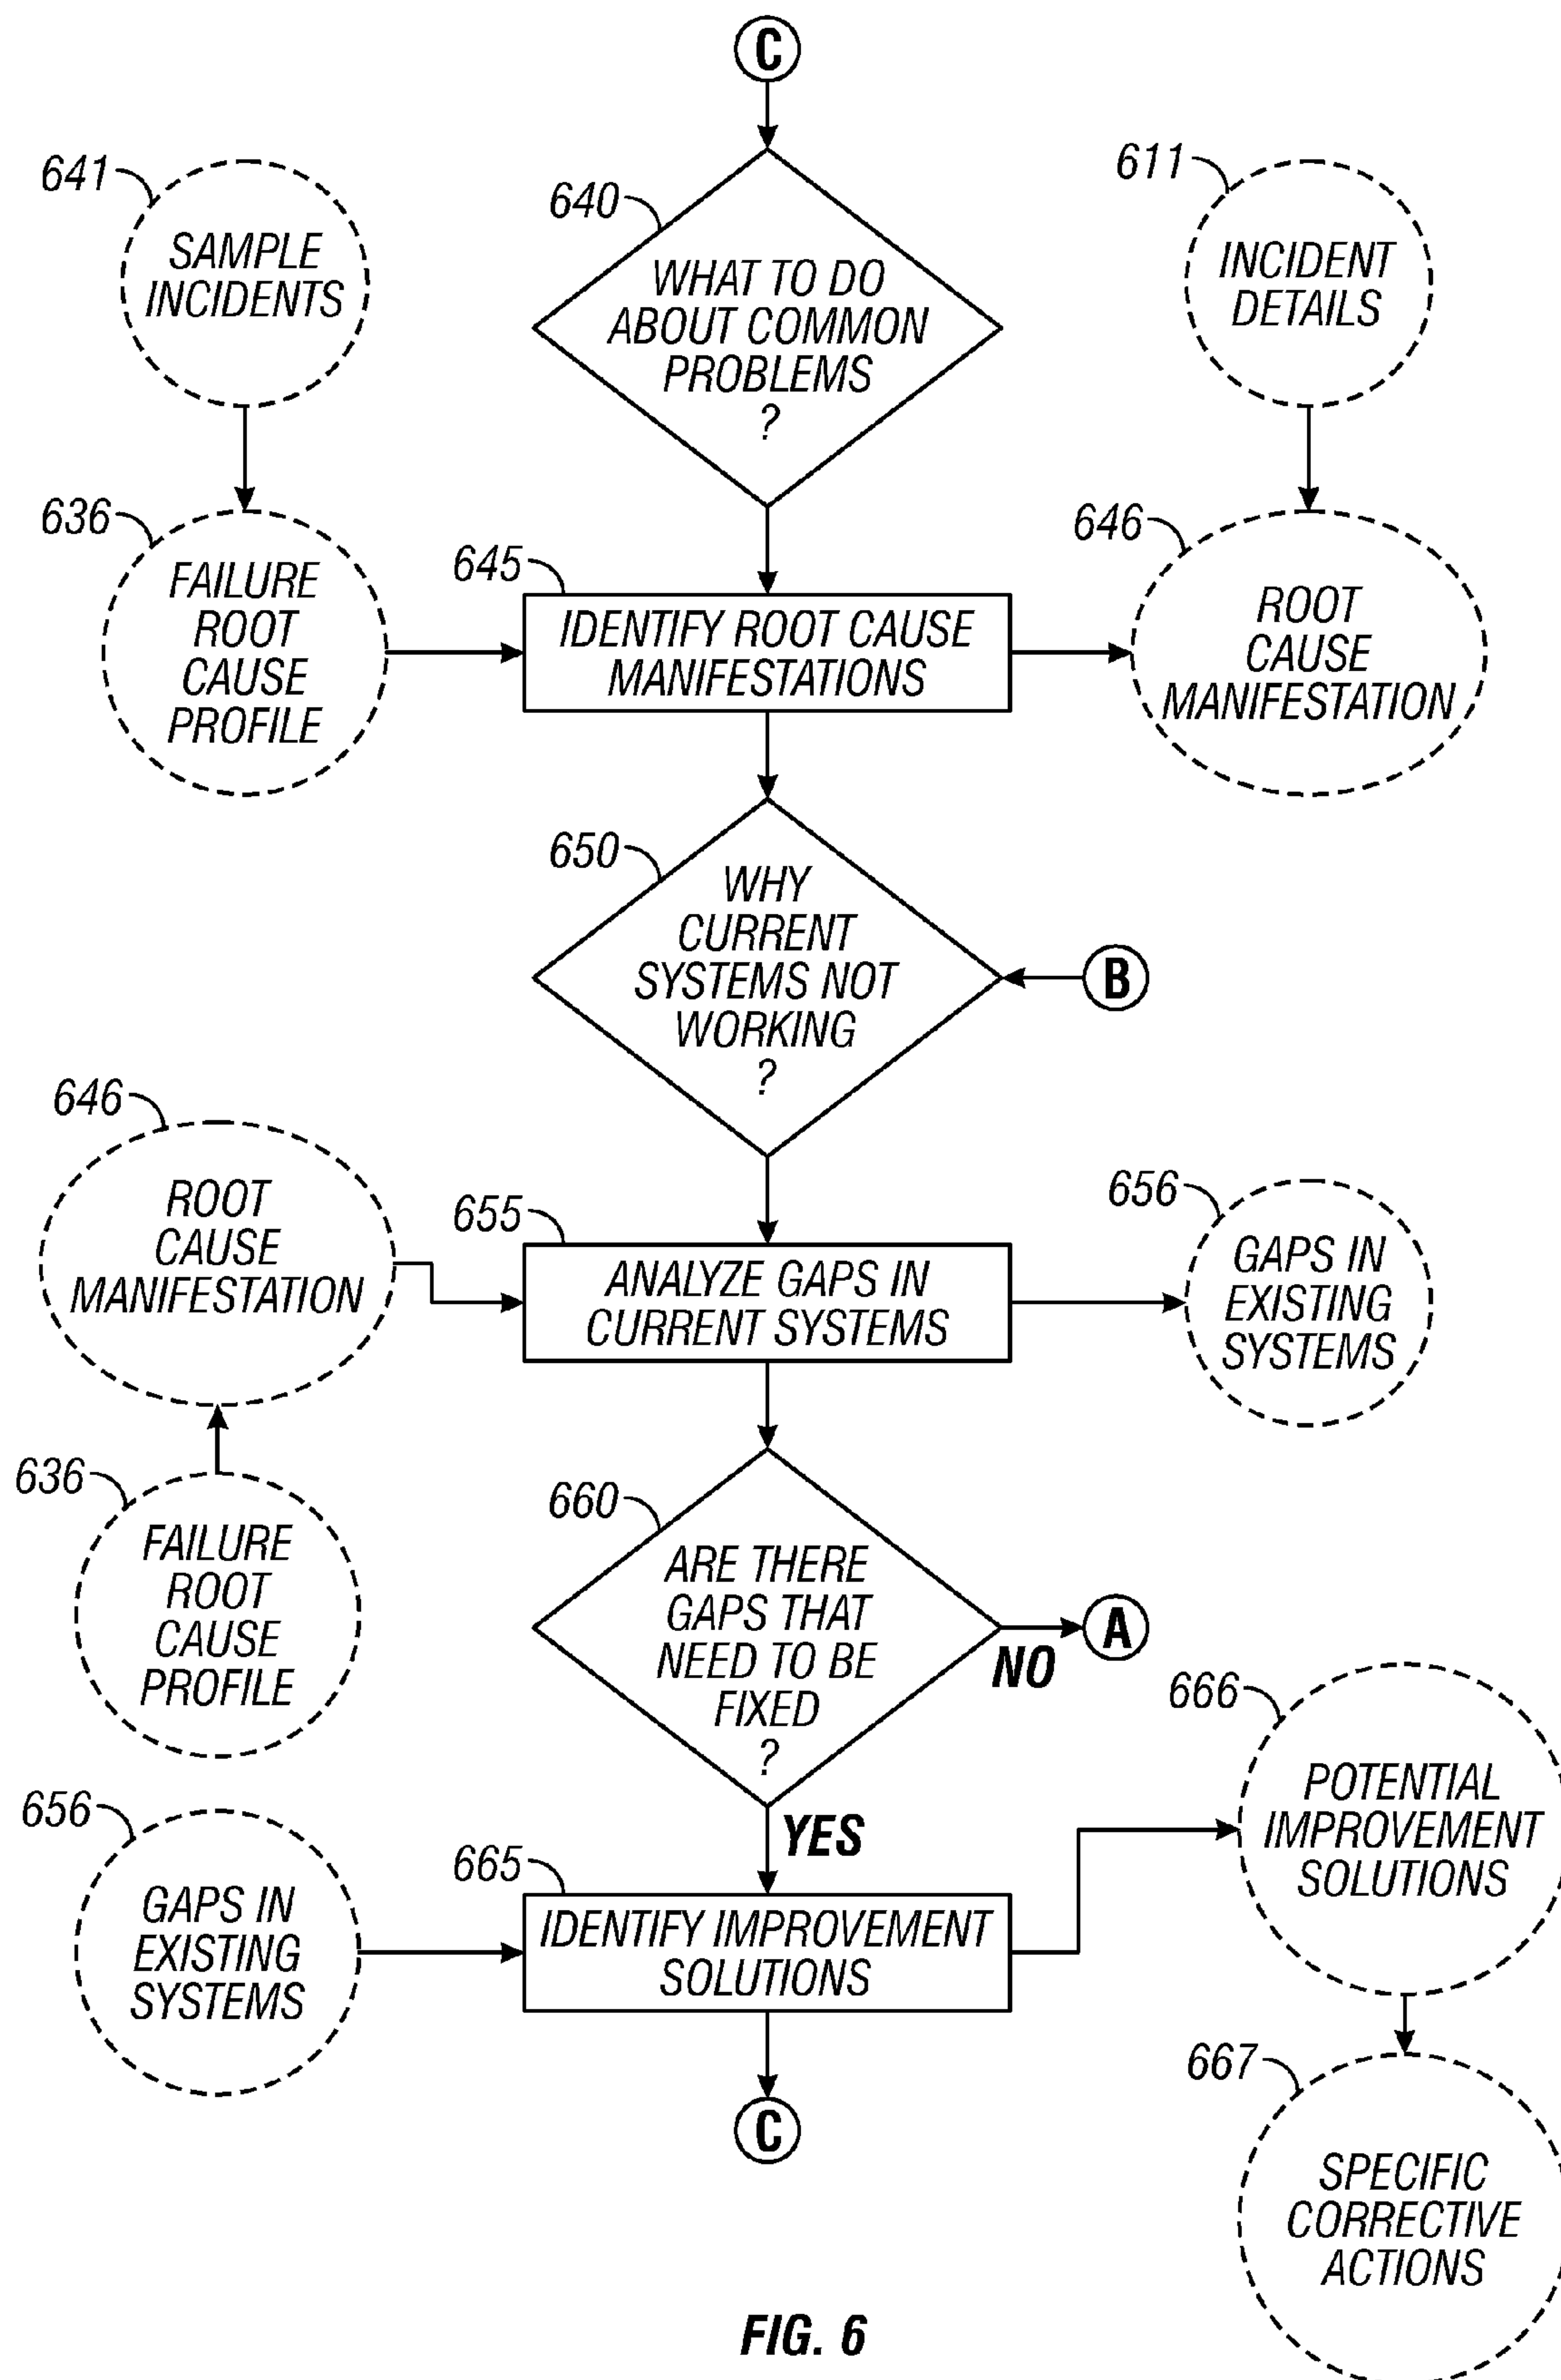 C
641
SAMPLE
INCIDENTS
640
WHAT TO DO
ABOUT COMMON
PROBLEMS
?
611
INCIDENT
DETAILS
636
FAILURE
ROOT
CAUSE
PROFILE
645
IDENTIFY ROOT CAUSE
MANIFESTATIONS
646
ROOT
CAUSE
MANIFESTATION
650
WHY
CURRENT
SYSTEMS NOT
WORKING
?
B
646
ROOT
CAUSE
MANIFESTATION
655
ANALYZE GAPS IN
CURRENT SYSTEMS
656
GAPS IN
EXISTING
SYSTEMS
636
FAILURE
ROOT
CAUSE
PROFILE
660
ARE THERE
GAPS THAT
NEED TO BE
FIXED
?
A
NO
YES
656
GAPS IN
EXISTING
SYSTEMS
665
IDENTIFY IMPROVEMENT
SOLUTIONS
666
POTENTIAL
IMPROVEMENT
SOLUTIONS
C
667
SPECIFIC
CORRECTIVE
ACTIONS
FIG. 6